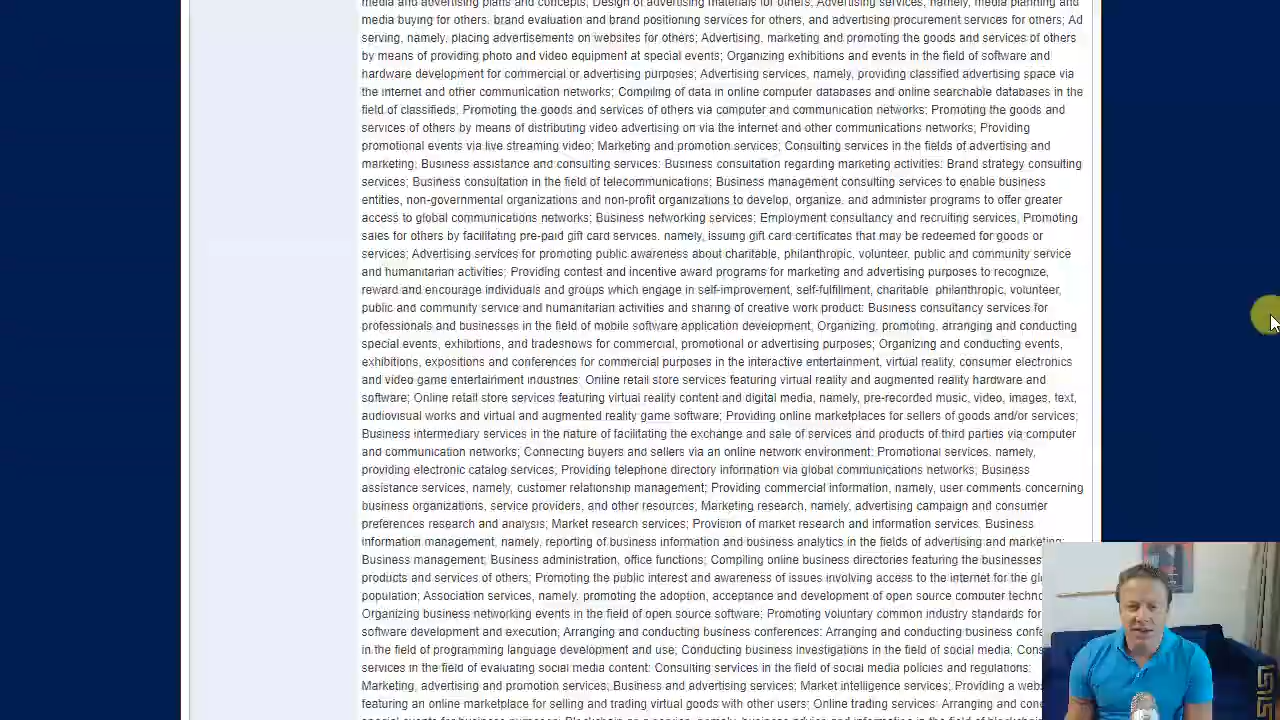 media and advertising plans and concepts; Design of advertising materials for others; Advertising services, namely, media planning and
media buying for others, brand evaluation and brand positioning services for others, and advertising procurement services for others; Ad
serving, namely, placing advertisements on websites for others; Advertising, marketing and promoting the goods and services of others
by means of providing photo and video equipment at special events; Organizing exhibitions and events in the field of software and
hardware development for commercial or advertising purposes; Advertising services, namely, providing classified advertising space via
the internet and other communication networks; Compiling of data in online computer databases and online searchable databases in the
field of classifieds; Promoting the goods and services of others via computer and communication networks; Promoting the goods and
services of others by means of distributing video advertising on via the internet and other communications networks; Providing
promotional events via live streaming video; Marketing and promotion services; Consulting services in the fields of advertising and
marketing; Business assistance and consulting services; Business consultation regarding marketing activities; Brand strategy consulting
services; Business consultation in the field of telecommunications; Business management consulting services to enable business
entities, non-governmental organizations and non-profit organizations to develop, organize, and administer programs to offer greater
access to global communications networks; Business networking services; Employment consultancy and recruiting services; Promoting
sales for others by facilitating pre-paid gift card services, namely, issuing gift card certificates that may be redeemed for goods or
services; Advertising services for promoting public awareness about charitable, philanthropic, volunteer, public and community service
and humanitarian activities; Providing contest and incentive award programs for marketing and advertising purposes to recognize,
reward and encourage individuals and groups which engage in self-improvement, self-fulfillment, charitable, philanthropic, volunteer,
public and community service and humanitarian activities and sharing of creative work product; Business consultancy services for
professionals and businesses in the field of mobile software application development; Organizing, promoting, arranging and conducting
special events, exhibitions, and tradeshows for commercial, promotional or advertising purposes; Organizing and conducting events,
exhibitions, expositions and conferences for commercial purposes in the interactive entertainment, virtual reality, consumer electronics
and video game entertainment industries; Online retail store services featuring virtual reality and augmented reality hardware and
software; Online retail store services featuring virtual reality content and digital media, namely, pre-recorded music, video, images, text,
audiovisual works and virtual and augmented reality game software; Providing online marketplaces for sellers of goods and/or services;
Business intermediary services in the nature of facilitating the exchange and sale of services and products of third parties via computer
and communication networks; Connecting buyers and sellers via an online network environment; Promotional services, namely,
providing electronic catalog services; Providing telephone directory information via global communications networks; Business
assistance services, namely, customer relationship management; Providing commercial information, namely, user comments concerning
business organizations, service providers, and other resources; Marketing research, namely, advertising campaign and consumer
preferences research and analysis; Market research services; Provision of market research and information services; Business
information management, namely, reporting of business information and business analytics in the fields of advertising and marketing;
Business management; Business administration, office functions; Compiling online business directories featuring the businesses,
products and services of others; Promoting the public interest and awareness of issues involving access to the internet for the
population; Association services, namely, promoting the adoption, acceptance and development of open source computer
Organizing business networking events in the field of open source software; Promoting voluntary common industry standards for
software development and execution; Arranging and conducting business conferences; Arranging and conducting business
in the field of programming language development and use; Conducting business investigations in the field of social media;
services in the field of evaluating social media content; Consulting services in the field of social media policies and regulations;
Marketing, advertising and promotion services; Business and advertising services; Market intelligence services; Providing a
featuring an online marketplace for selling and trading virtual goods with other users; Online trading services;